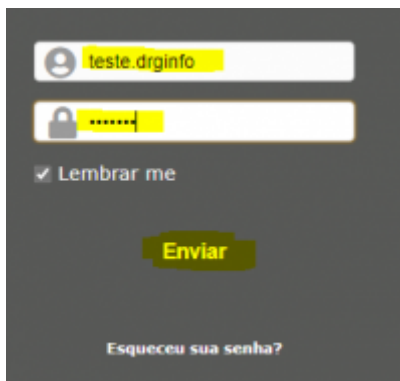 teste.drginfo
•••••••
Lembrar me
Enviar
Esqueceu sua senha?